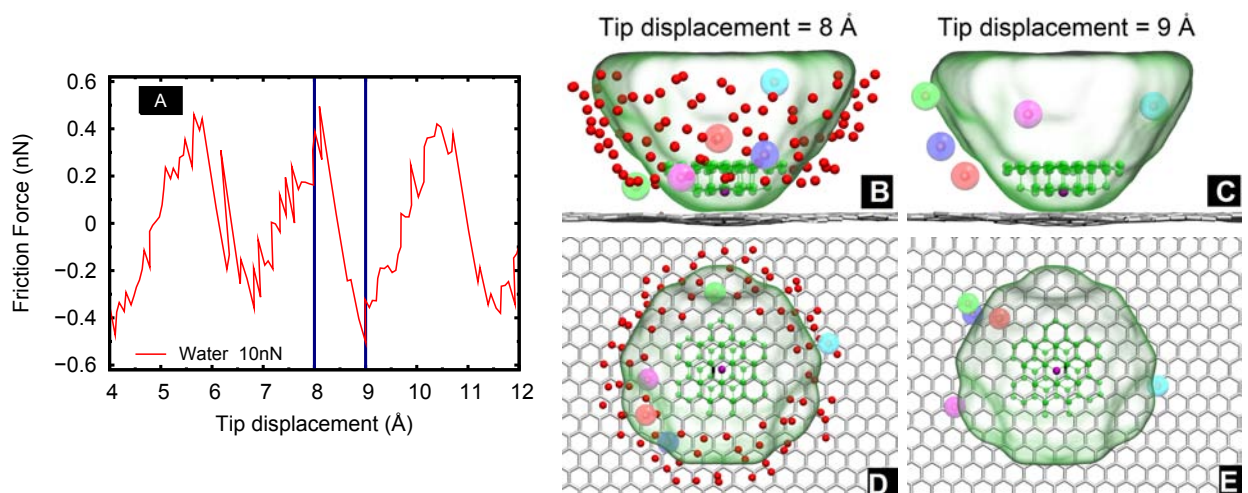 A
Friction Force (nN)
0.6
0.4
0.2
0
−0.2
−0.4
−0.6
Water 10nN
4 5 6 7 8 9 10 11 12
Tip displacement (Å)
Tip displacement = 8 Å
B
Tip displacement = 9 Å
C
D
E